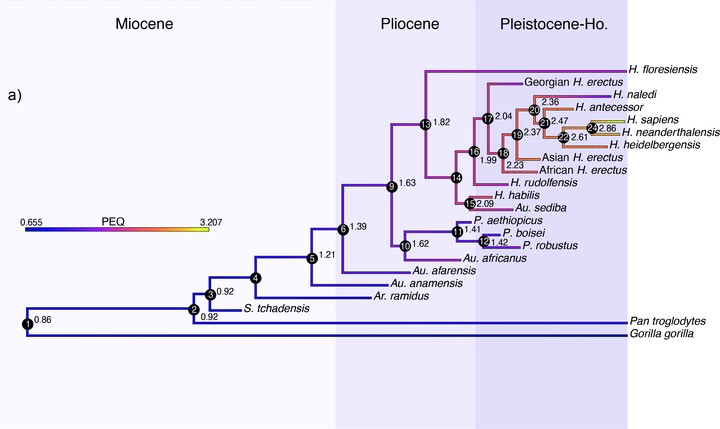 Miocene
Pliocene
Pleistocene-Ho.
a)
H. floresiensis
Georgian H. erectus
H. naledi
20
2.36
H. antecessor
17
2.04
21
2.47
H. sapiens
13
1.82
24
2.86
H. neanderthalensis
19
2.37
22
2.61
H. heidelbergensis
16
1.99
18
2.23
Asian H. erectus
African H. erectus
14
H. rudolfensis
9
1.63
H. habilis
15
2.09
Au. sediba
0.655
PEQ
3.207
6
1.39
11
1.41
P. aethiopicus
P. boisei
12
1.42
P. robustus
10
1.62
Au. africanus
5
1.21
Au. afarensis
4
Au. anamensis
3
0.92
Ar. ramidus
2
0.92
S. tchadensis
1
0.86
Pan troglodytes
Gorilla gorilla